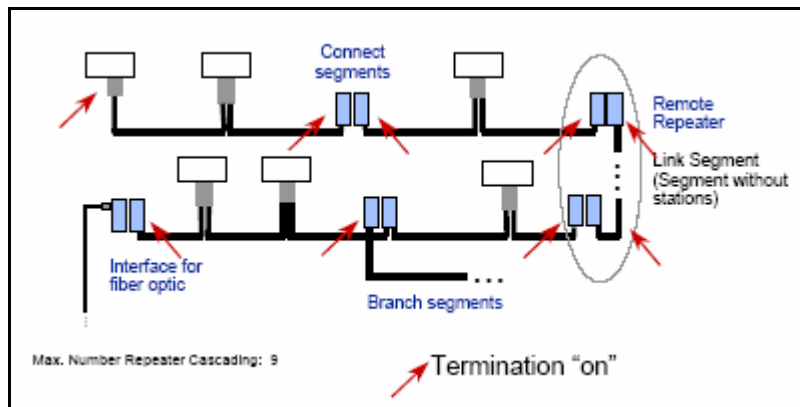 Connect
segments
Remote
Repeater
Link Segment
(Segment without
stations)
Interface for
fiber optic
Branch segments
Max. Number Repeater Cascading: 9
Termination "on"